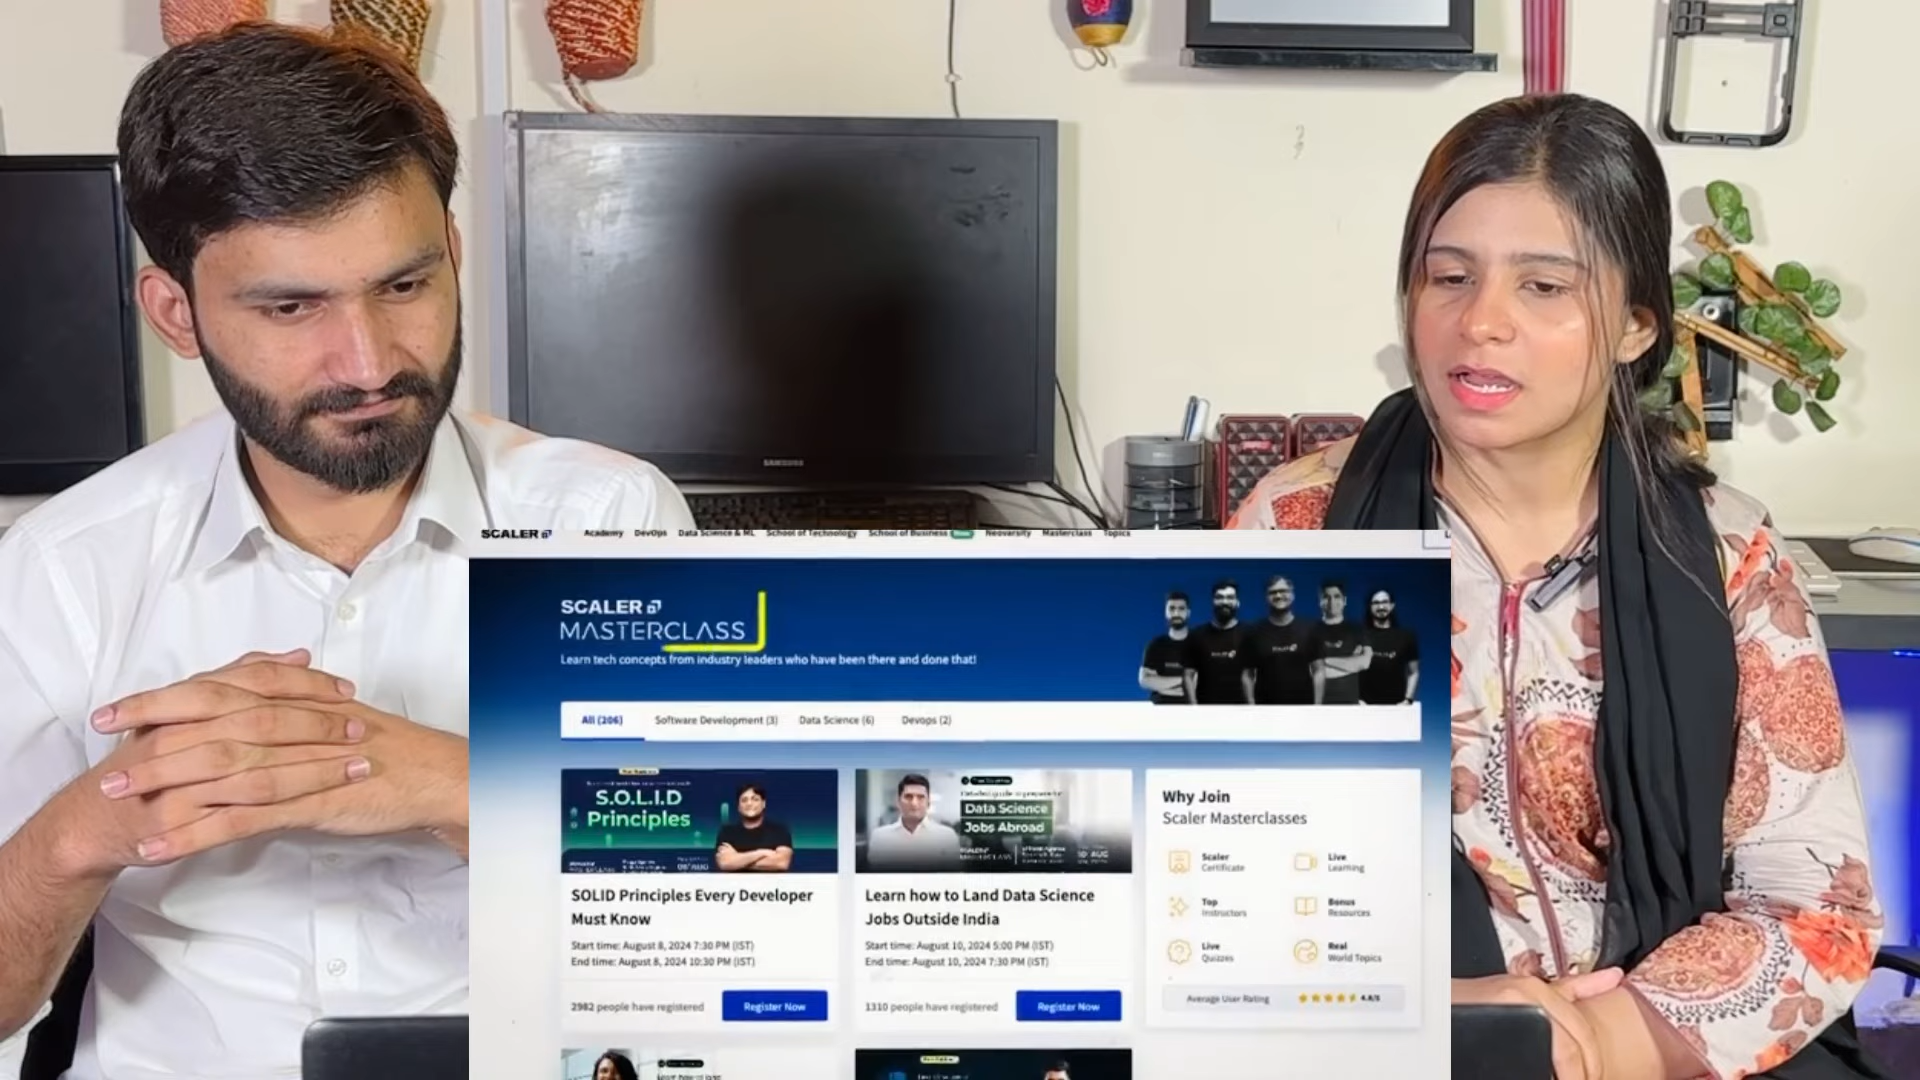 SAMSUNG
SCALER
Academy DevOps Data Science & ML School of Technology School of Business New Neoversity Masterclass Topics
SCALER
MASTERCLASS
Learn tech concepts from industry leaders who have been there and done that!
All (206) Software Development (3) Data Science (6) Devops (2)
S.O.L.I.D
Principles
SOLID Principles Every Developer
Must Know
Start time: August 8, 2024 7:30 PM (IST)
End time: August 8, 2024 10:30 PM (IST)
2982 people have registered Register Now
Data Science
Jobs Abroad
10 AUG
Learn how to Land Data Science
Jobs Outside India
Start time: August 10, 2024 5:00 PM (IST)
End time: August 10, 2024 7:30 PM (IST)
1310 people have registered Register Now
Why Join
Scaler Masterclasses
Scaler
Certificate
Live
Learning
Top
Instructors
Bonus
Resources
Live
Quizzes
Real
World Topics
Average User Rating